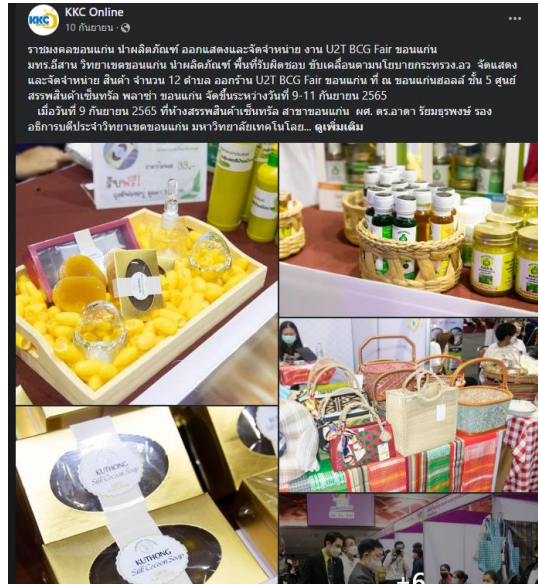 KKC Online
10 กันยายน
ราชมงคลขอนแก่น นำผลิตภัณฑ์ ออกแสดงและจัดจำหน่าย งาน U2T BCG Fair ขอนแก่น
มทร.อีสาน วิทยาเขตขอนแก่น นำผลิตภัณฑ์ พื้นที่รับผิดชอบ ขับเคลื่อนตามนโยบายกระทรวง.อว จัดแสดง
และจัดจำหน่าย สินค้า จำนวน 12 ตำบล ออกร้าน U2T BCG Fair ขอนแก่น ที่ ณ ขอนแก่นฮอลล์ ชั้น 5 ศูนย์
สรรพสินค้าเซ็นทรัล พลาซ่า ขอนแก่น จัดขึ้นระหว่างวันที่ 9-11 กันยายน 2565
เมื่อวันที่ 9 กันยายน 2565 ที่ห้างสรรพสินค้าเซ็นทรัล สาขาขอนแก่น ผศ. ดร.อาดา รัยมธุรพงษ์ รอง
อธิการบดีประจำวิทยาเขตขอนแก่น มหาวิทยาลัยเทคโนโลย... ดูเพิ่มเติม
33.-
รับฟรี!
KUTHONG
Silk Cocoon Soap
KUTHONG
Silk Cocoon Soap
+6